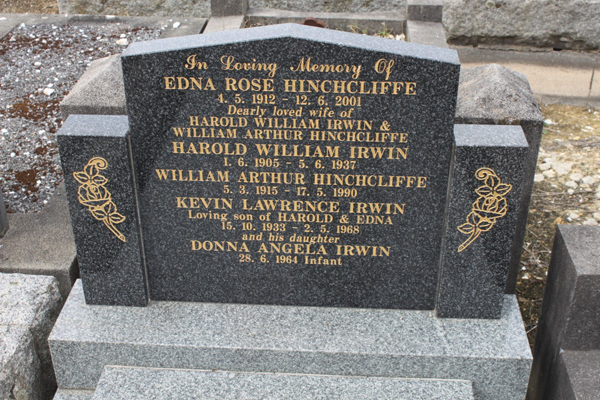 In Loving Memory Of
EDNA ROSE HINCHCLIFFE
4. 5. 1912 - 12. 6. 2001
Dearly loved wife of
HAROLD WILLIAM IRWIN &
WILLIAM ARTHUR HINCHCLIFFE
HAROLD WILLIAM IRWIN
1. 6. 1905 - 5. 6. 1937
WILLIAM ARTHUR HINCHCLIFFE
5. 3. 1915 - 17. 5. 1990
KEVIN LAWRENCE IRWIN
Loving son of HAROLD & EDNA
15. 10. 1933 - 2. 5. 1968
and his daughter
DONNA ANGELA IRWIN
28. 6. 1964 Infant